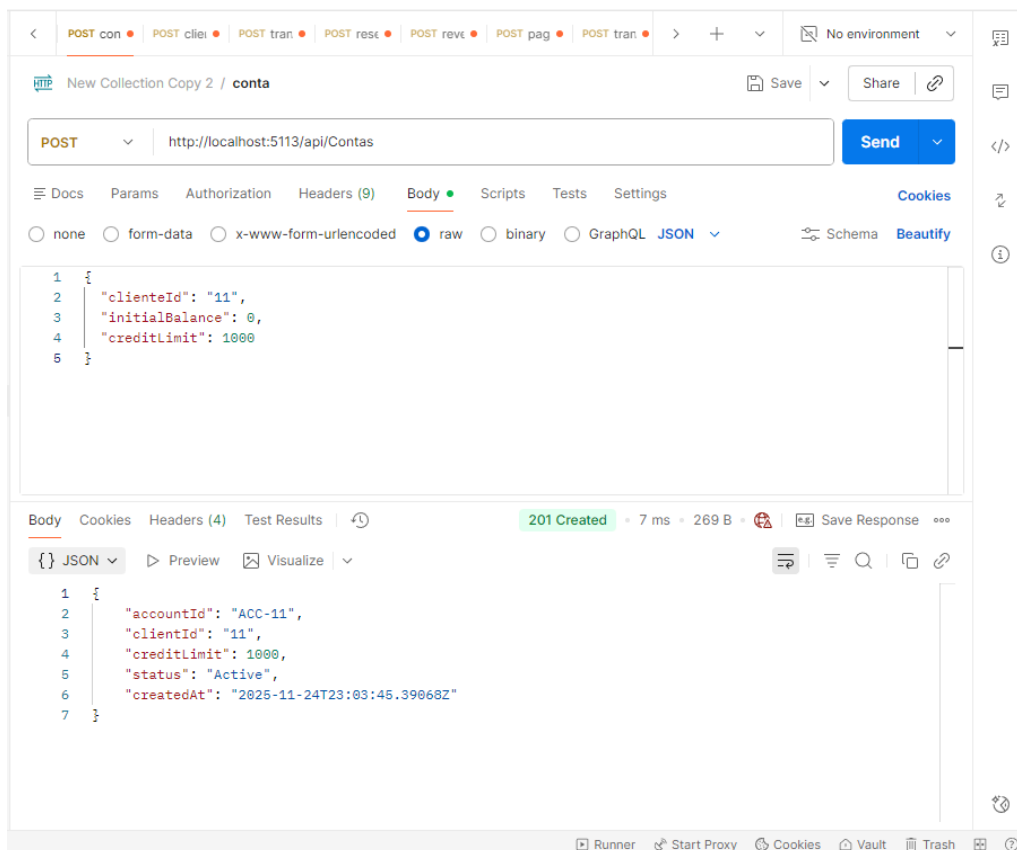 POST con POST clier POST tran POST rese POST reve POST pag POST tran No environment
HTTP New Collection Copy 2 / conta Save Share
POST http://localhost:5113/api/Contas Send
Docs Params Authorization Headers (9) Body Scripts Tests Settings Cookies
none form-data x-www-form-urlencoded raw binary GraphQL JSON Schema Beautify
1 {
2 "clienteId": "11",
3 "initialBalance": 0,
4 "creditLimit": 1000
5 }
Body Cookies Headers (4) Test Results 201 Created • 7 ms • 269 B • e.g. Save Response
{} JSON Preview Visualize
1 {
2 "accountId": "ACC-11",
3 "clientId": "11",
4 "creditLimit": 1000,
5 "status": "Active",
6 "createdAt": "2025-11-24T23:03:45.39068Z"
7 }
Runner Start Proxy Cookies Vault Trash